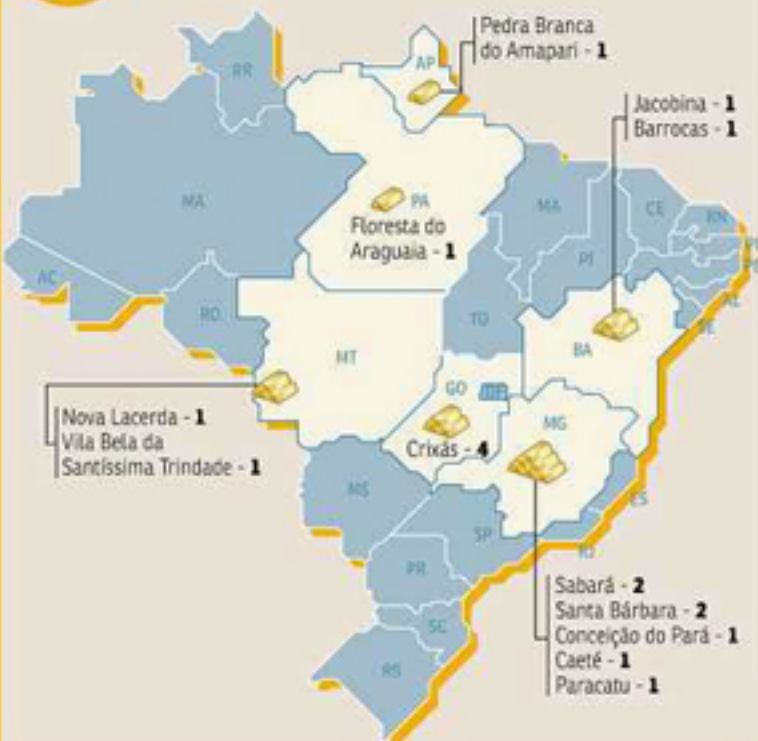 Pedra Branca
do Amapari - 1
Jacobina - 1
Barrocas - 1
RR
AP
MA
PA
Floresta do
Araguaia - 1
MA
CE
RN
PI
AC
RO
TO
AL
SE
BA
MT
GO
DF
MG
Nova Lacerda - 1
Vila Bela da
Santíssima Trindade - 1
Crixás - 4
MS
ES
SP
RJ
PR
SC
RS
Sabará - 2
Santa Bárbara - 2
Conceição do Pará - 1
Caeté - 1
Paracatu - 1